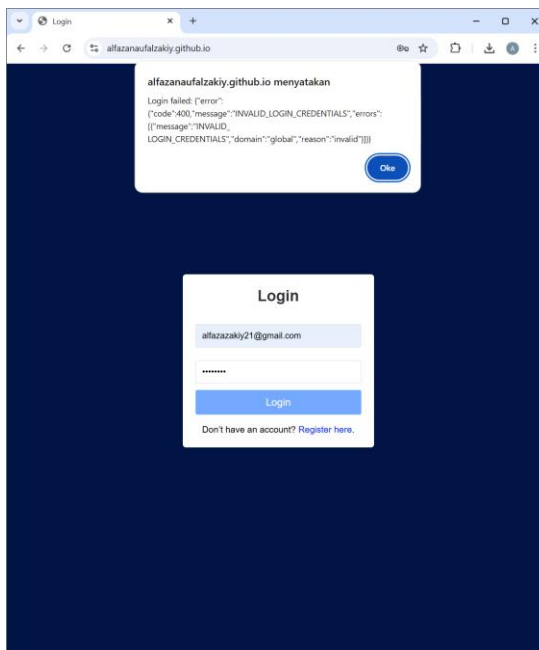 Login
alfazanaufalzakiy.github.io
alfazanaufalzakiy.github.io menyatakan
Login failed: {"error":
{"code":400,"message":"INVALID_LOGIN_CREDENTIALS","errors":
[{"message":"INVALID_
LOGIN_CREDENTIALS","domain":"global","reason":"invalid"}]}}
Oke
Login
alfazazakiy21@gmail.com
••••••••
Login
Don't have an account? Register here.